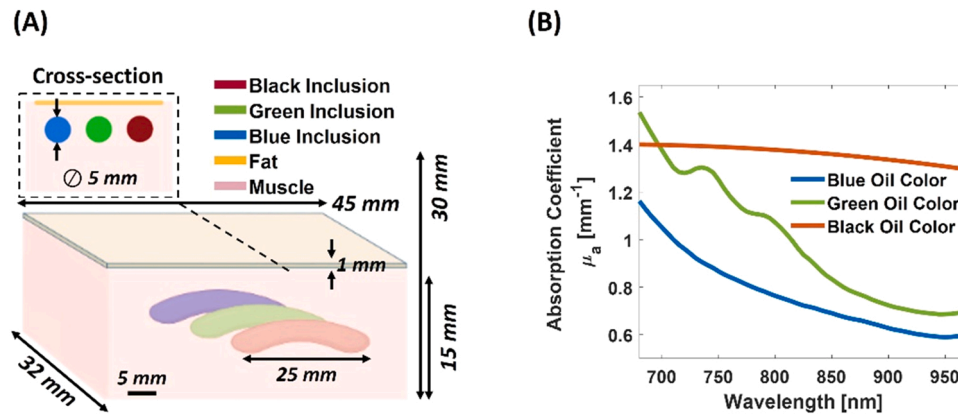 (A)
Cross-section
∅ 5 mm
Black Inclusion
Green Inclusion
Blue Inclusion
Fat
Muscle
45 mm
30 mm
1 mm
15 mm
25 mm
32 mm
5 mm
(B)
Absorption Coefficient
μa [mm-1]
1.6
1.4
1.2
1
0.8
0.6
Blue Oil Color
Green Oil Color
Black Oil Color
700 750 800 850 900 950
Wavelength [nm]